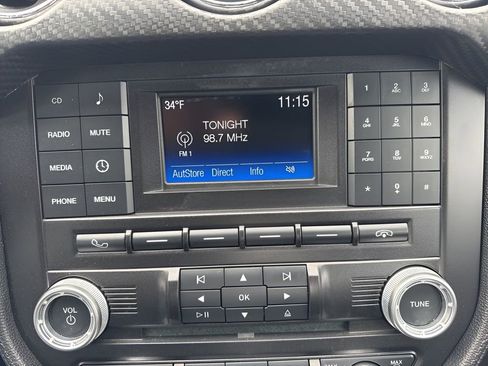 CD
RADIO
MUTE
MEDIA
PHONE
MENU
34°F
11:15
TONIGHT
98.7 MHz
FM 1
AutoStore
Direct
Info
1
2 ABC
3 DEF
4 GHI
5 JKL
6 MNO
7 PQRS
8 TUV
9 WXYZ
*
0 +
#
VOL
OK
TUNE
MAX